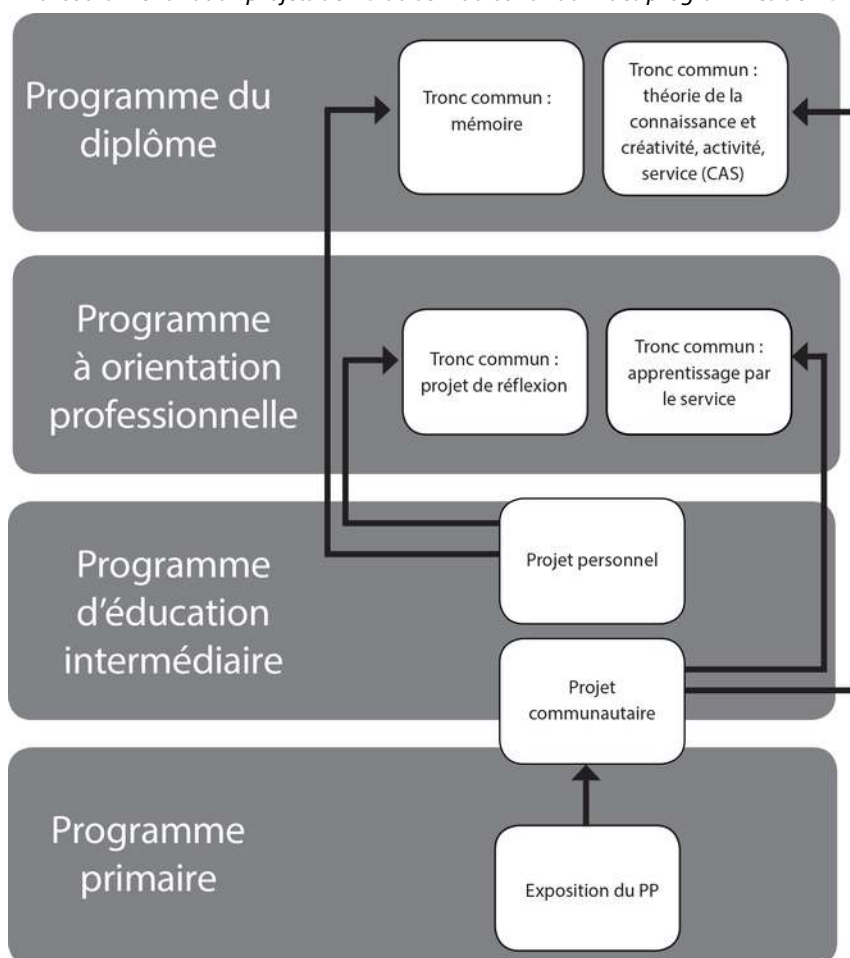 Programme du
diplôme
Tronc commun :
mémoire
Tronc commun :
théorie de la
connaissance et
créativité, activité,
service (CAS)
Programme
à orientation
professionnelle
Tronc commun :
projet de réflexion
Tronc commun :
apprentissage par
le service
Programme
d’éducation
intermédiaire
Projet personnel
Projet
communautaire
Programme
primaire
Exposition du PP